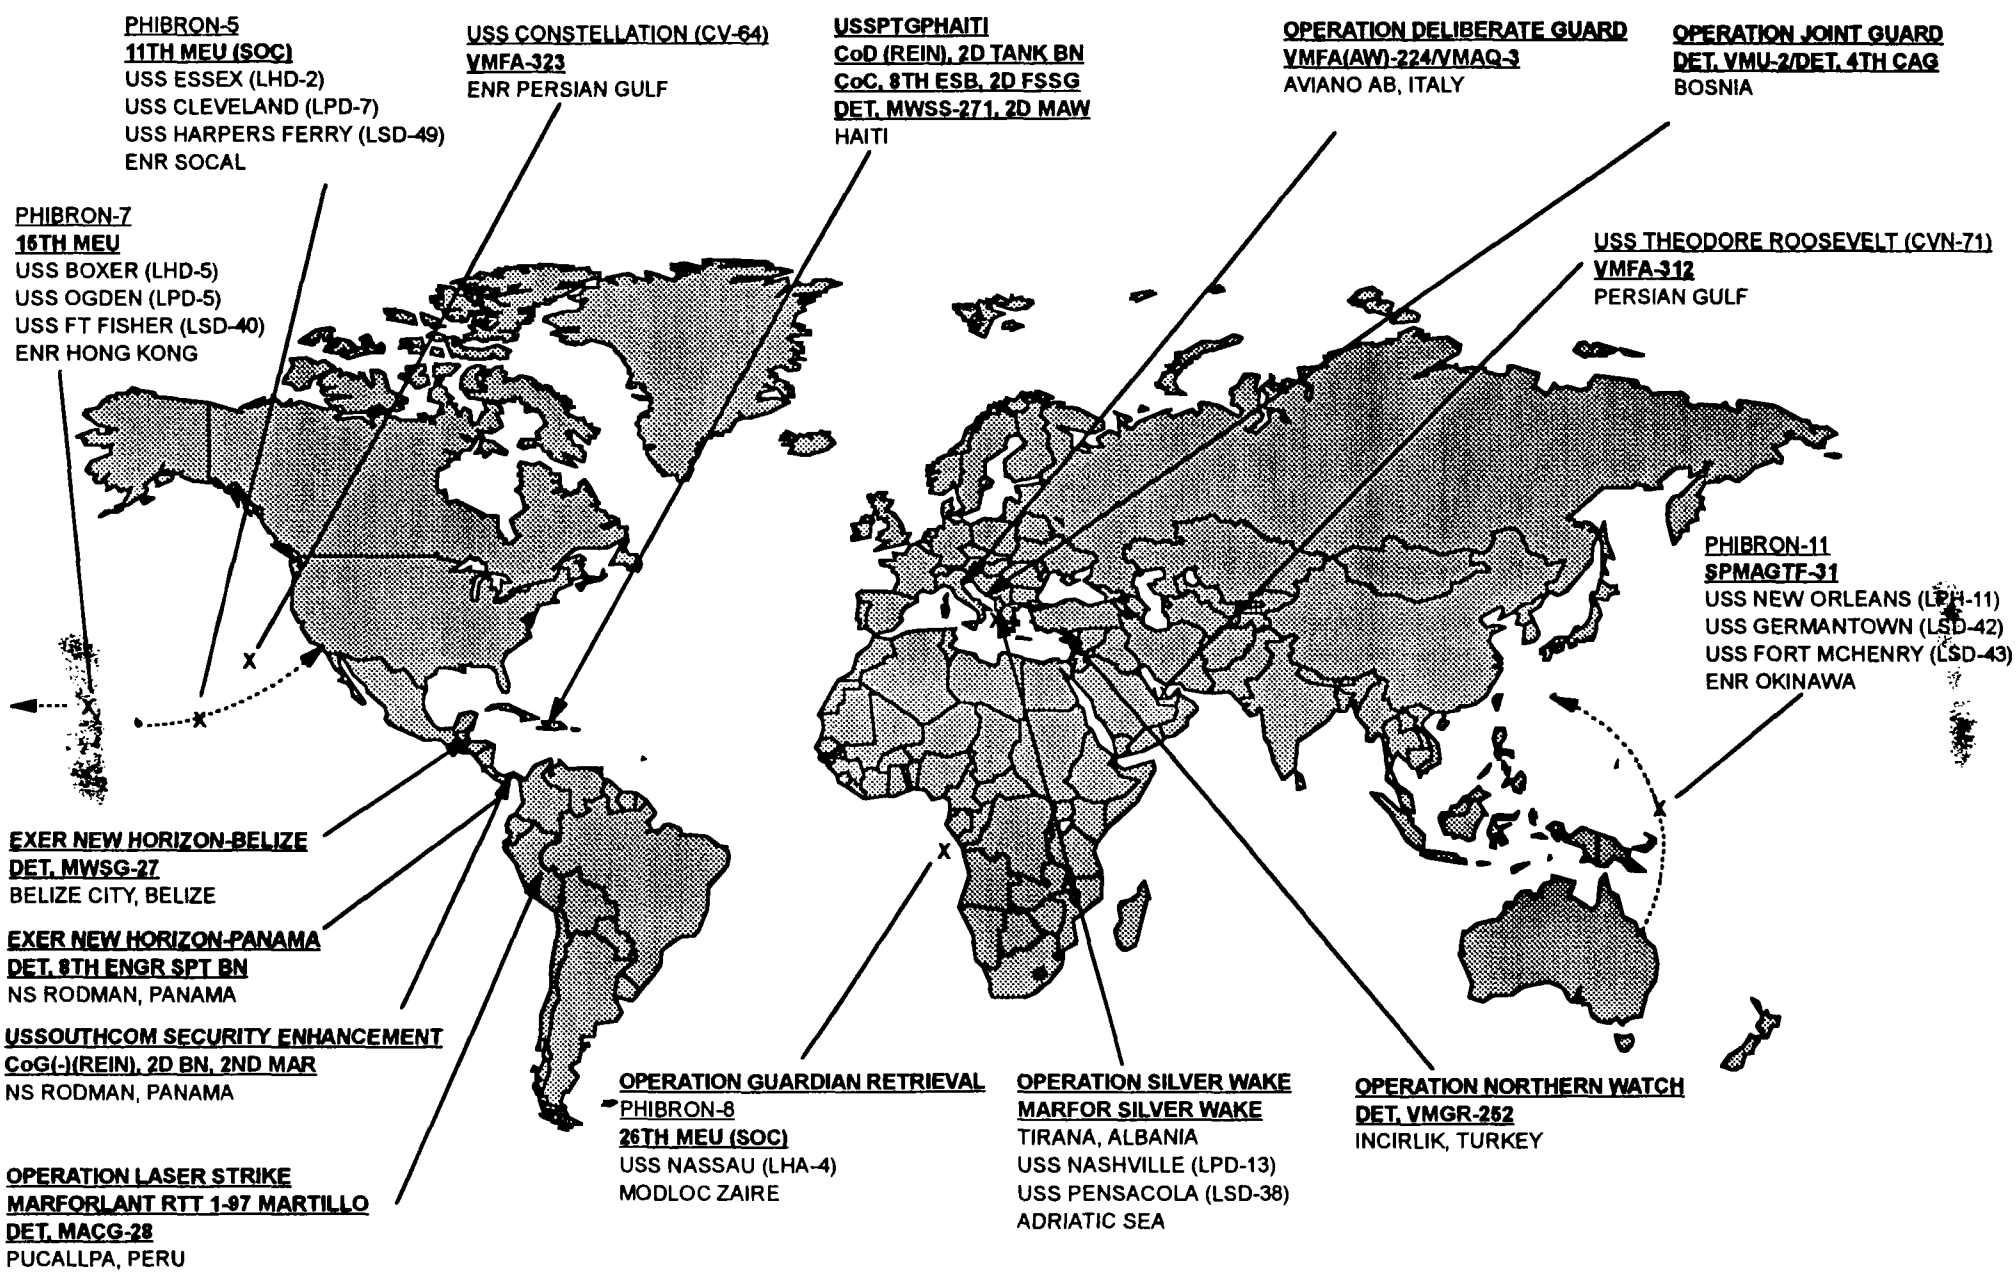 PHIBRON-5
11TH MEU (SOC)
USS ESSEX (LHD-2)
USS CLEVELAND (LPD-7)
USS HARPERS FERRY (LSD-49)
ENR SOCAL
USS CONSTELLATION (CV-64)
VMFA-323
ENR PERSIAN GULF
USSPTGPHAITI
CoD (REIN), 2D TANK BN
CoC, 8TH ESB, 2D FSSG
DET, MWSS-271, 2D MAW
HAITI
OPERATION DELIBERATE GUARD
VMFA(AW)-224/VMAQ-3
AVIANO AB, ITALY
OPERATION JOINT GUARD
DET, VMU-2/DET, 4TH CAG
BOSNIA
PHIBRON-7
15TH MEU
USS BOXER (LHD-5)
USS OGDEN (LPD-5)
USS FT FISHER (LSD-40)
ENR HONG KONG
USS THEODORE ROOSEVELT (CVN-71)
VMFA-312
PERSIAN GULF
PHIBRON-11
SPMAGTF-31
USS NEW ORLEANS (LPH-11)
USS GERMANTOWN (LSD-42)
USS FORT MCHENRY (LSD-43)
ENR OKINAWA
X
X
X
X
X
EXER NEW HORIZON-BELIZE
DET, MWSG-27
BELIZE CITY, BELIZE
EXER NEW HORIZON-PANAMA
DET, 8TH ENGR SPT BN
NS RODMAN, PANAMA
USSOUTHCOM SECURITY ENHANCEMENT
CoG(-)(REIN), 2D BN, 2ND MAR
NS RODMAN, PANAMA
OPERATION LASER STRIKE
MARFORLANT RTT 1-97 MARTILLO
DET, MACG-28
PUCALLPA, PERU
OPERATION GUARDIAN RETRIEVAL
PHIBRON-8
26TH MEU (SOC)
USS NASSAU (LHA-4)
MODLOC ZAIRE
OPERATION SILVER WAKE
MARFOR SILVER WAKE
TIRANA, ALBANIA
USS NASHVILLE (LPD-13)
USS PENSACOLA (LSD-38)
ADRIATIC SEA
OPERATION NORTHERN WATCH
DET, VMGR-252
INCIRLIK, TURKEY